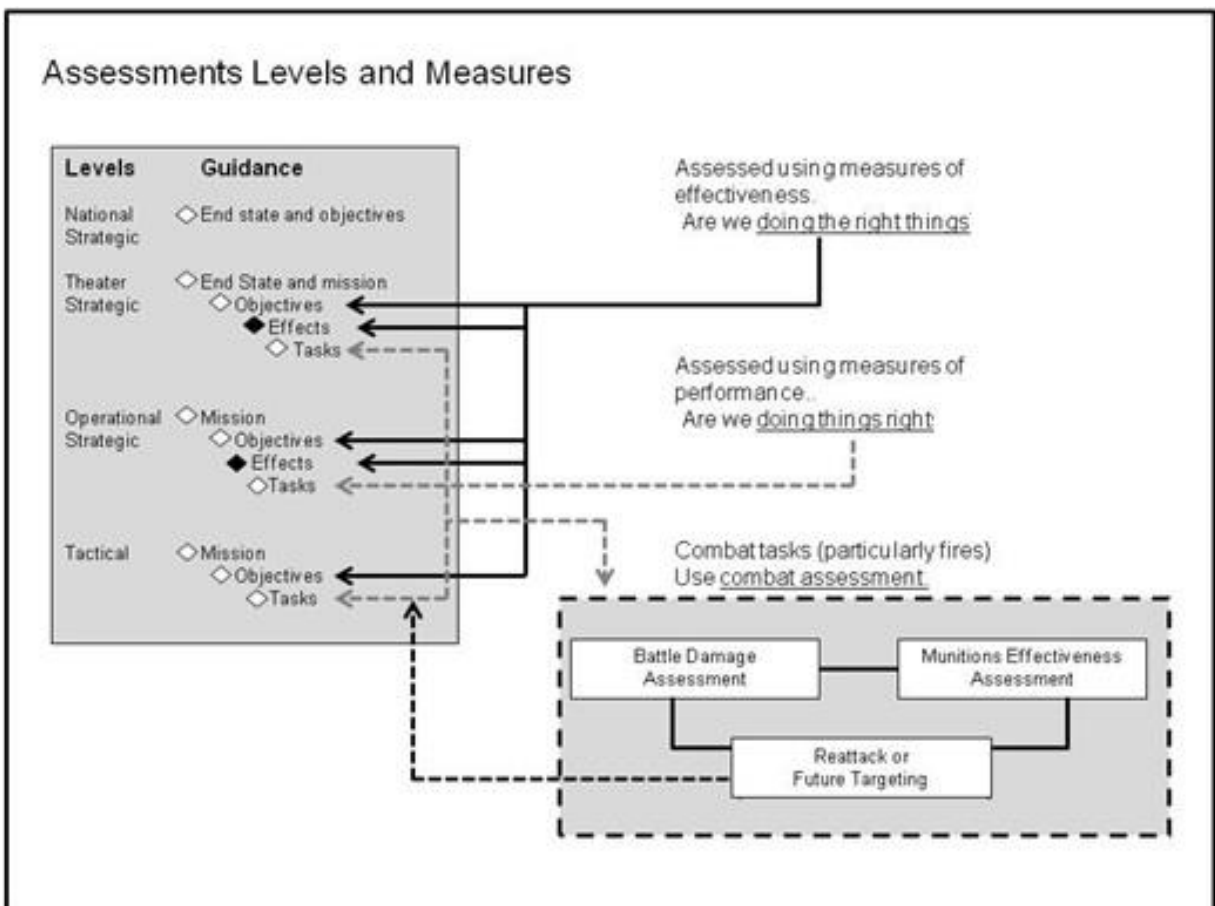 Assessments Levels and Measures
Levels Guidance
National Strategic
End state and objectives
Theater Strategic
End State and mission
Objectives
Effects
Tasks
Operational Strategic
Mission
Objectives
Effects
Tasks
Tactical
Mission
Objectives
Tasks
Assessed using measures of
effectiveness.
Are we doing the right things
Assessed using measures of
performance..
Are we doing things right
Combat tasks (particularly fires)
Use combat assessment.
Battle Damage
Assessment
Munitions Effectiveness
Assessment
Reattack or
Future Targeting